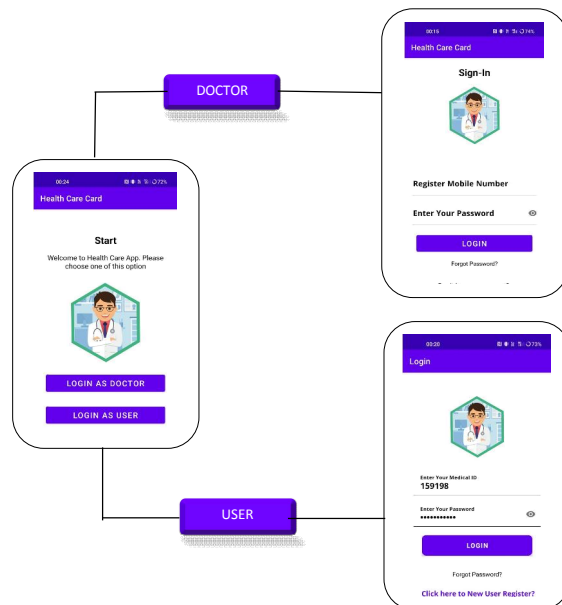 DOCTOR
00:15
74%
Health Care Card
Sign-In
Register Mobile Number
Enter Your Password
LOGIN
Forgot Password?
00:24
72%
Health Care Card
Start
Welcome to Health Care App. Please
choose one of this option
LOGIN AS DOCTOR
LOGIN AS USER
USER
00:20
73%
Login
Enter Your Medical ID
159198
Enter Your Password
•••••••••••
LOGIN
Forgot Password?
Click here to New User Register?